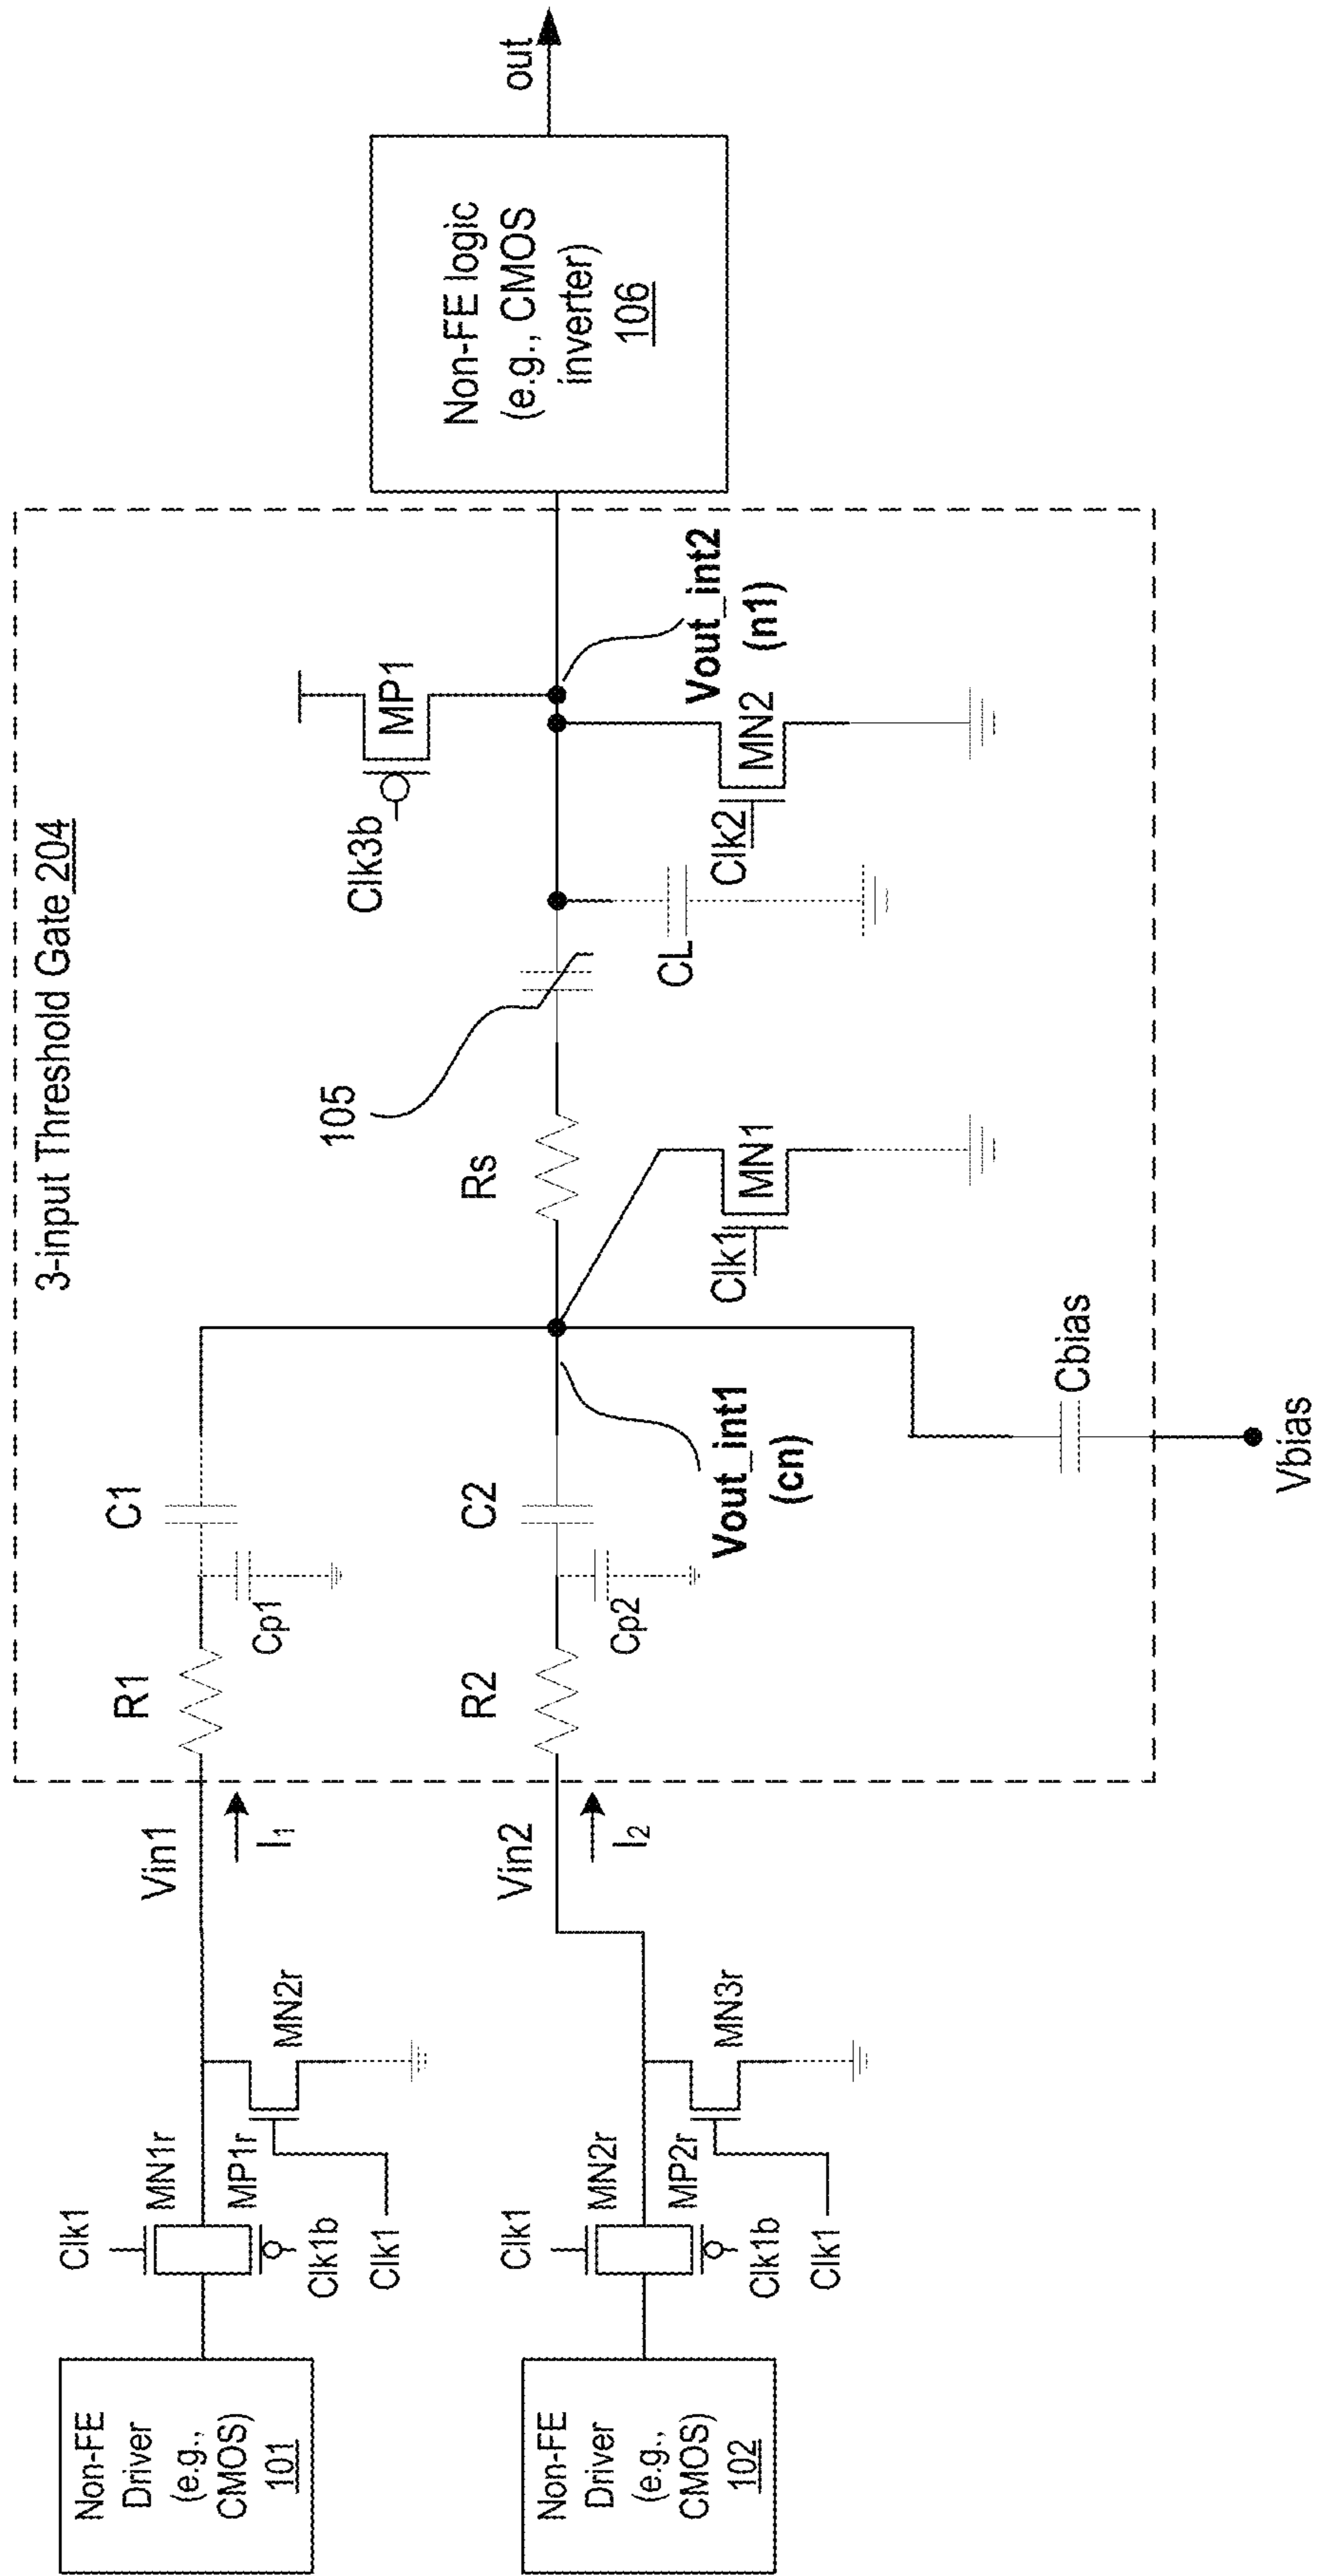 3-input Threshold Gate 204
Non-FE
Driver
(e.g.,
CMOS)
101
Clk1
MN1r
MP1r
Clk1b
Clk1
MN2r
Vin1
I₁
R1
Cp1
C1
Non-FE
Driver
(e.g.,
CMOS)
102
Clk1
MN2r
MP2r
Clk1b
Clk1
MN3r
Vin2
I₂
R2
Cp2
C2
Vout_int1
(cn)
Cbias
Vbias
Clk1
MN1
Rs
105
CL
Clk3b
MP1
Clk2
MN2
Vout_int2
(n1)
Non-FE logic
(e.g., CMOS
inverter)
106
out